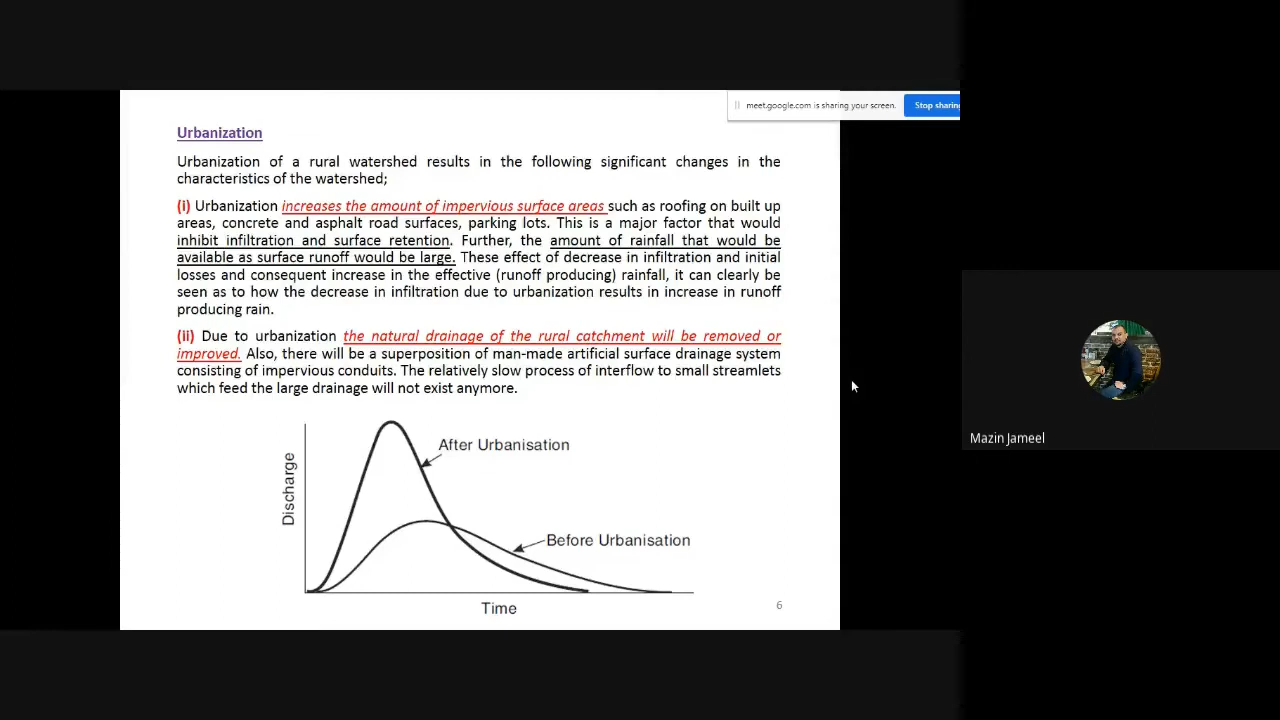 meet.google.com is sharing your screen.
Stop sharing
Urbanization
Urbanization of a rural watershed results in the following significant changes in the
characteristics of the watershed;
(i) Urbanization increases the amount of impervious surface areas such as roofing on built up
areas, concrete and asphalt road surfaces, parking lots. This is a major factor that would
inhibit infiltration and surface retention. Further, the amount of rainfall that would be
available as surface runoff would be large. These effect of decrease in infiltration and initial
losses and consequent increase in the effective (runoff producing) rainfall, it can clearly be
seen as to how the decrease in infiltration due to urbanization results in increase in runoff
producing rain.
(ii) Due to urbanization the natural drainage of the rural catchment will be removed or
improved. Also, there will be a superposition of man-made artificial surface drainage system
consisting of impervious conduits. The relatively slow process of interflow to small streamlets
which feed the large drainage will not exist anymore.
After Urbanisation
Discharge
Before Urbanisation
Time
6
Mazin Jameel